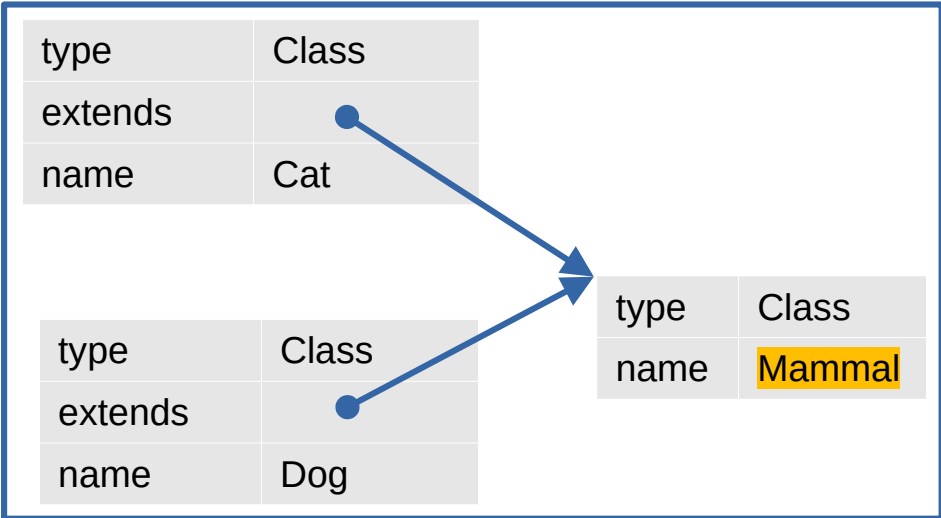 type Class
extends
name Cat
type Class
extends
name Dog
type Class
name Mammal